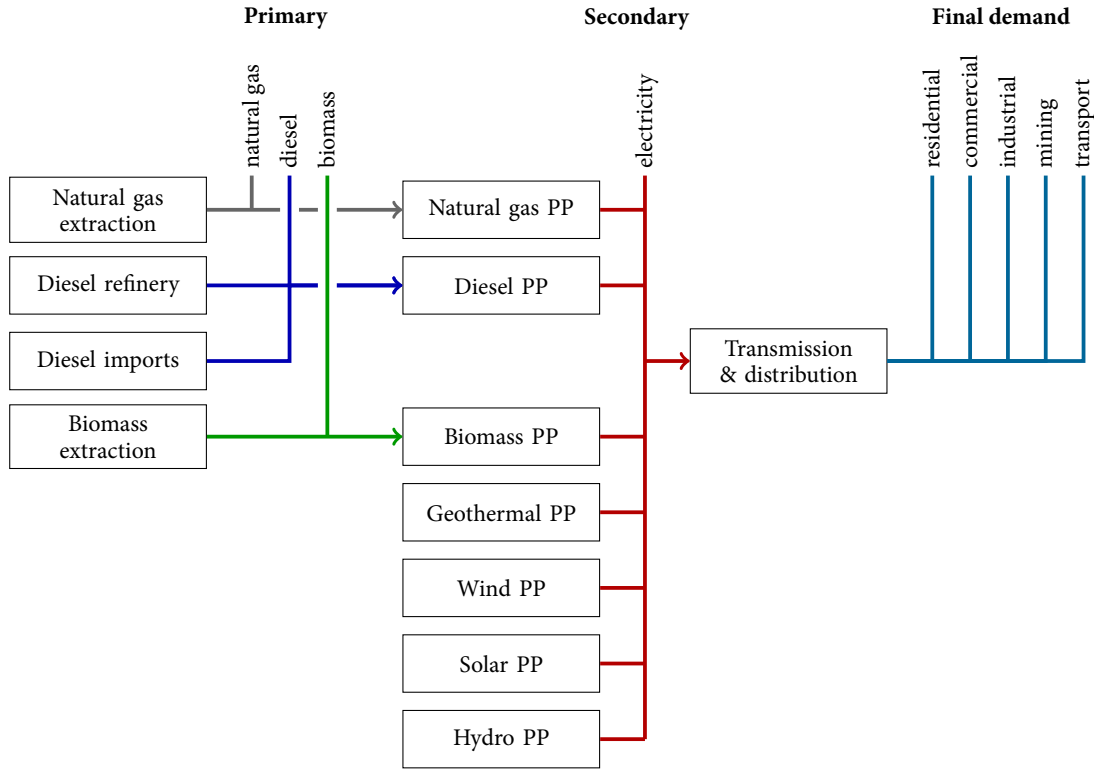 Primary
Secondary
Final demand
natural gas
diesel
biomass
electricity
residential
commercial
industrial
mining
transport
Natural gas
extraction
Natural gas PP
Diesel refinery
Diesel PP
Diesel imports
Transmission
& distribution
Biomass
extraction
Biomass PP
Geothermal PP
Wind PP
Solar PP
Hydro PP